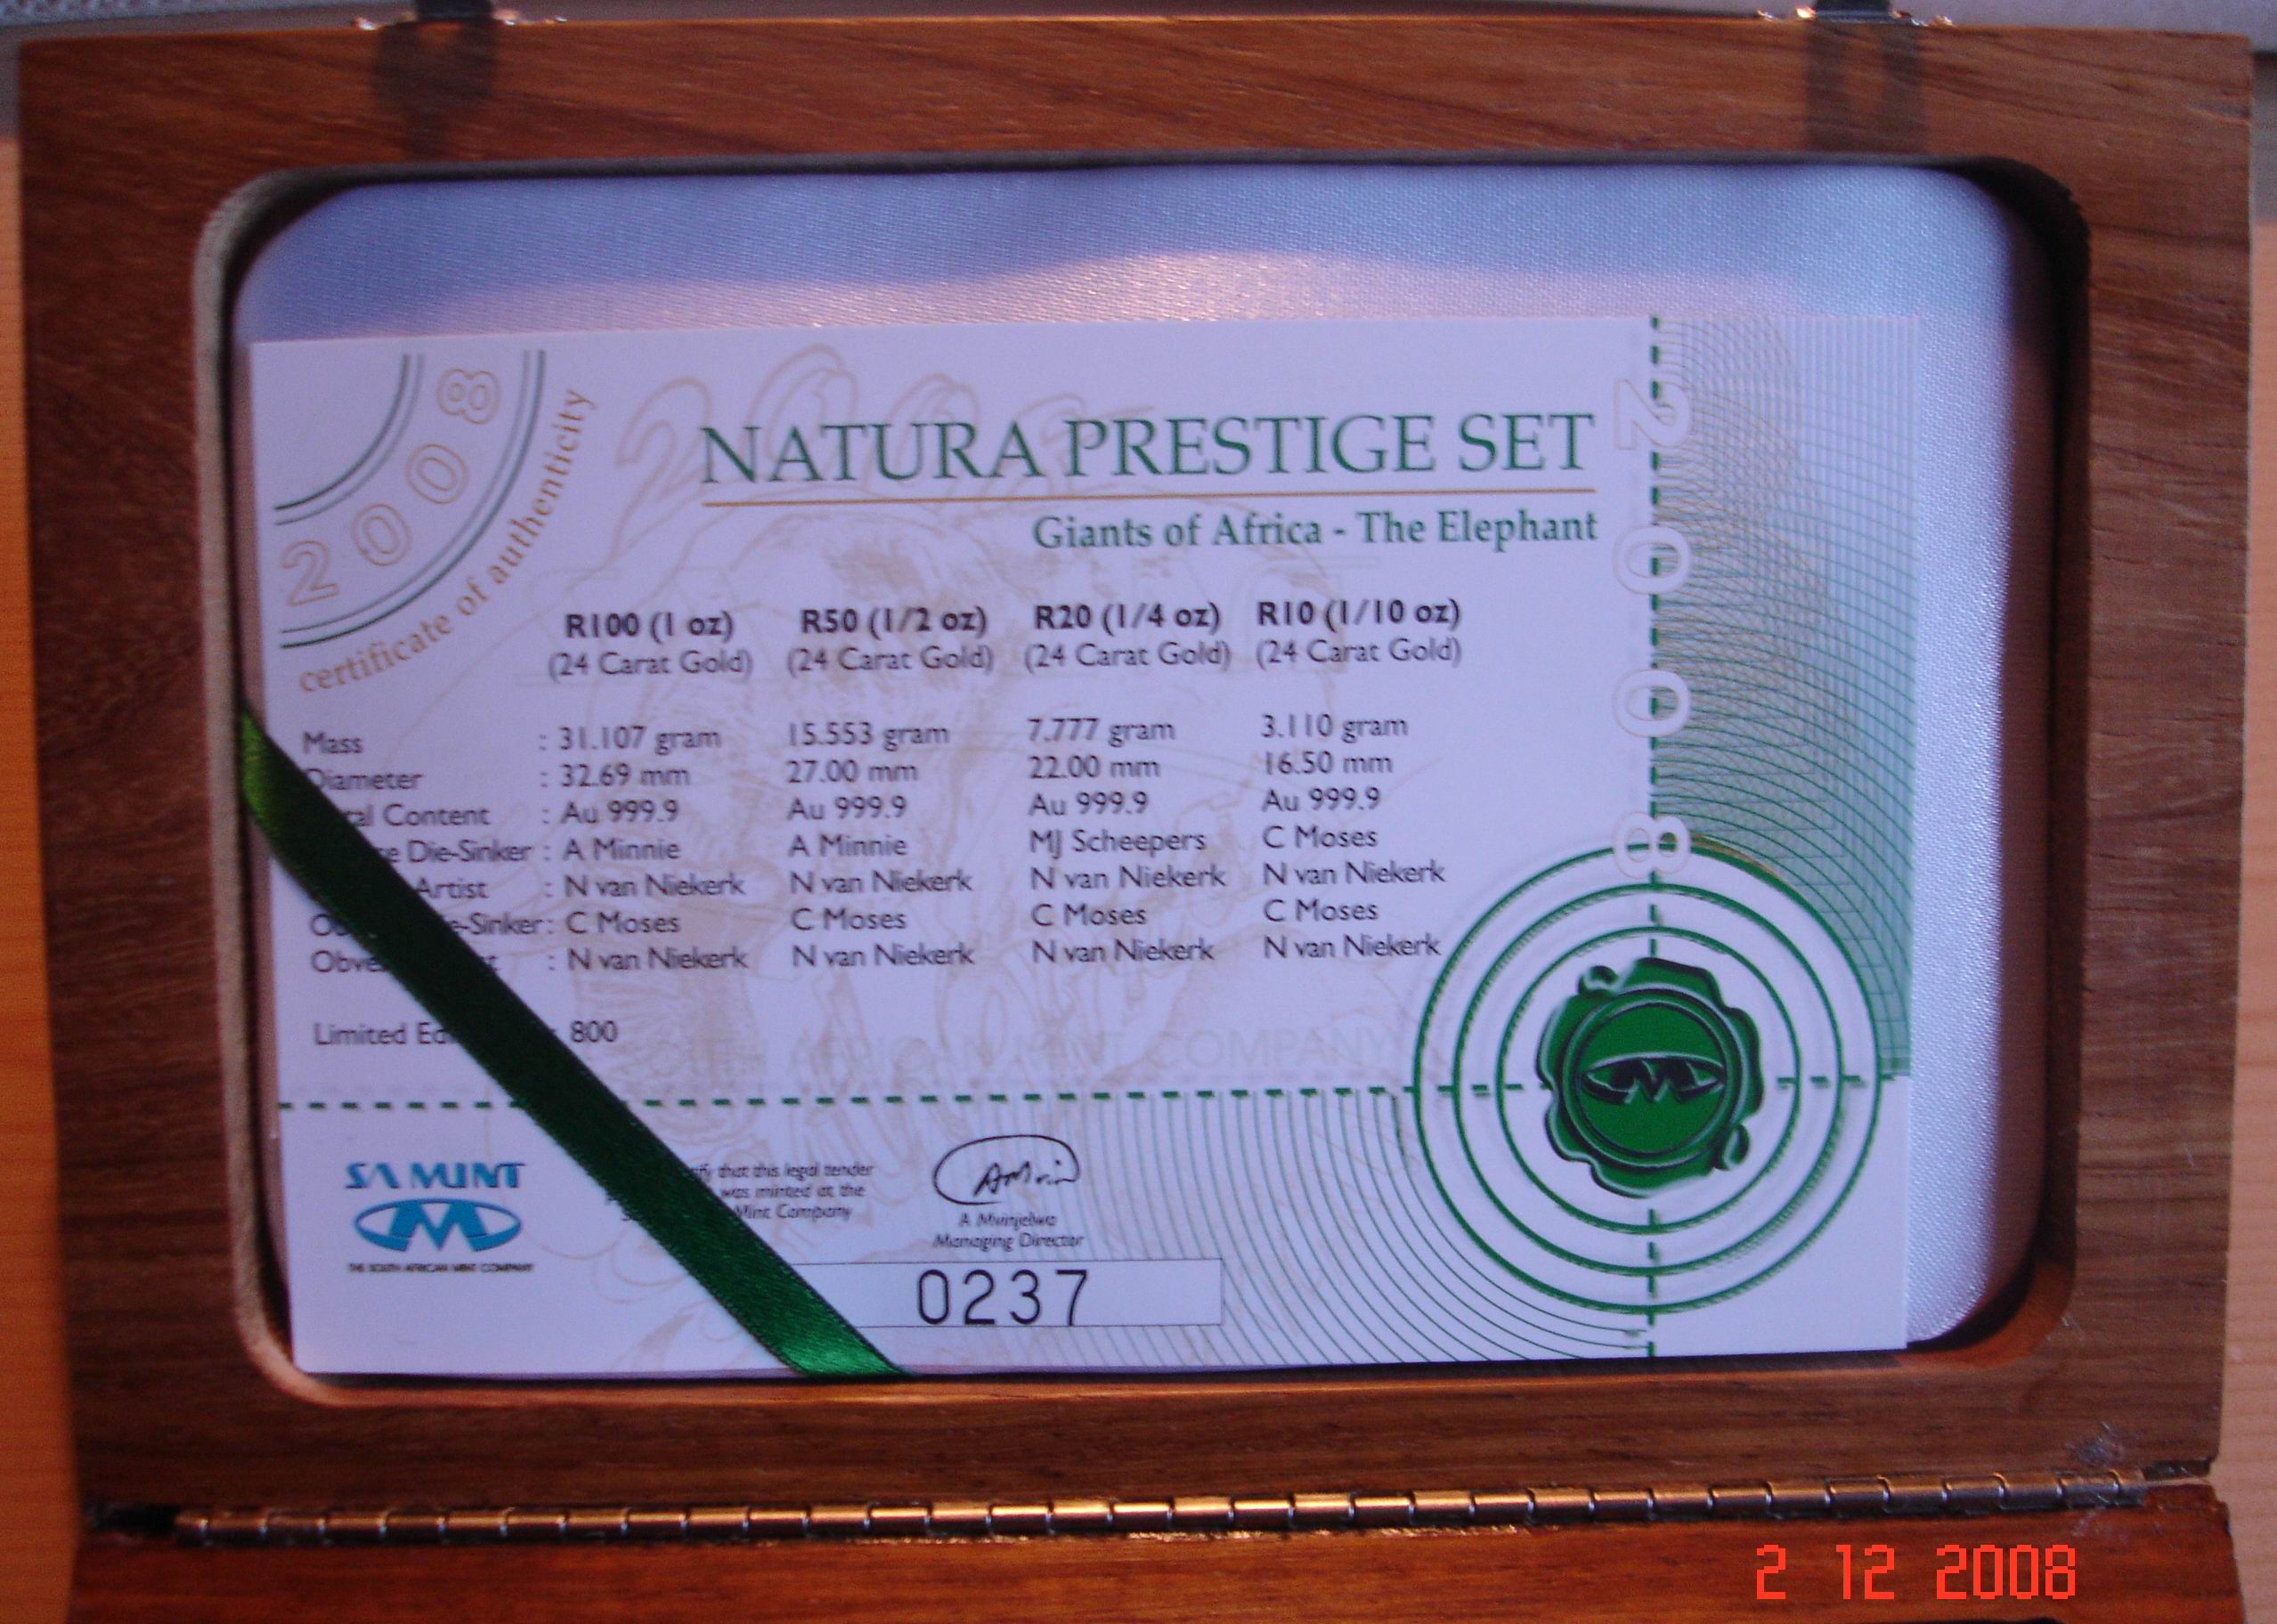 2008
certificate of authenticity
NATURA PRESTIGE SET
Giants of Africa - The Elephant
2008
R100 (1 oz) R50 (1/2 oz) R20 (1/4 oz) R10 (1/10 oz)
(24 Carat Gold) (24 Carat Gold) (24 Carat Gold) (24 Carat Gold)
Mass : 31.107 gram 15.553 gram 7.777 gram 3.110 gram
Diameter : 32.69 mm 27.00 mm 22.00 mm 16.50 mm
Content : Au 999.9 Au 999.9 Au 999.9 Au 999.9
Die-Sinker : A Minnie A Minnie MJ Scheepers C Moses
Artist : N van Niekerk N van Niekerk N van Niekerk N van Niekerk
-Sinker : C Moses C Moses C Moses C Moses
: N van Niekerk N van Niekerk N van Niekerk N van Niekerk
Limited : 800
SA MINT
THE SOUTH AFRICAN MINT COMPANY
that this legal tender
was minted at the
Mint Company
Managing Director
0237
2 12 2008